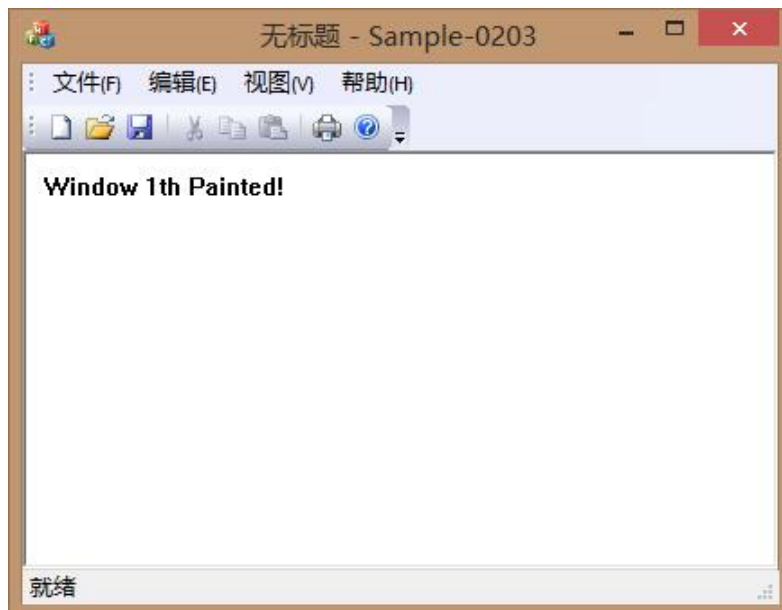 无标题 - Sample-0203
文件(F) 编辑(E) 视图(V) 帮助(H)
Window 1th Painted!
就绪